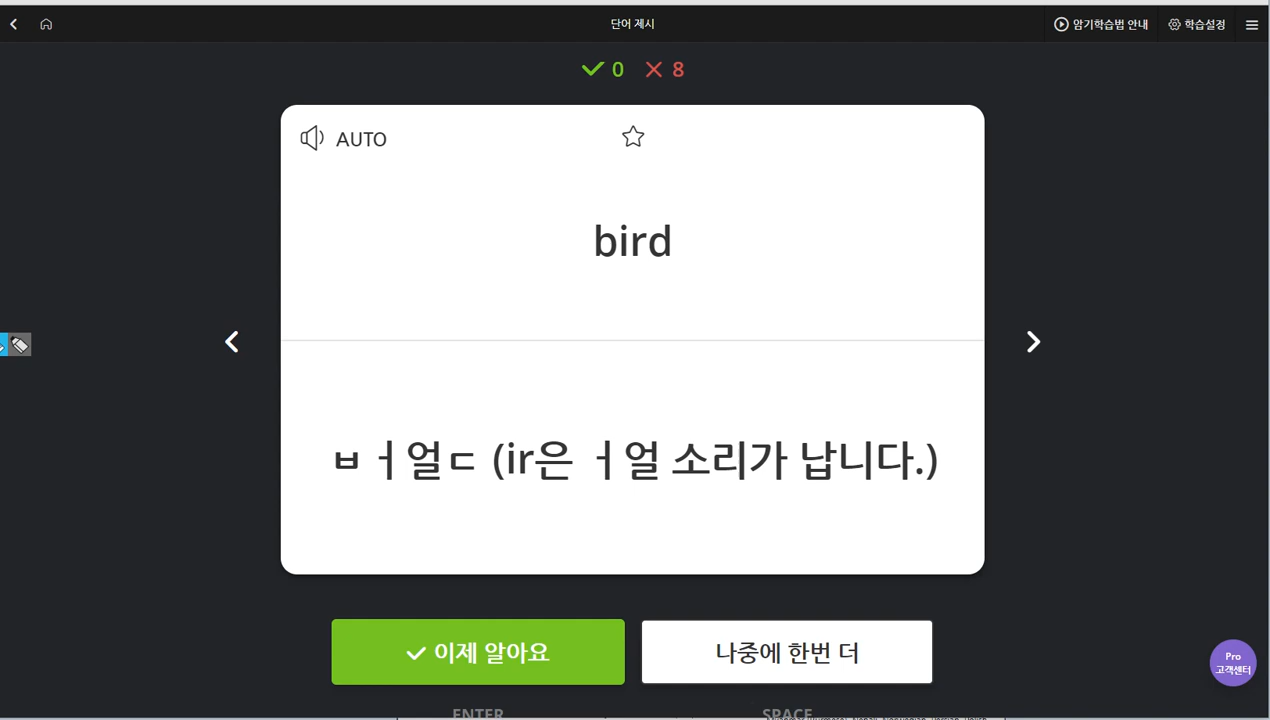 단어 제시
암기학습법 안내
학습설정
0
8
AUTO
bird
ㅂㅓ얼ㄷ (ir은 ㅓ얼 소리가 납니다.)
이제 알아요
나중에 한번 더
Pro
고객센터
ENTER
SPACE